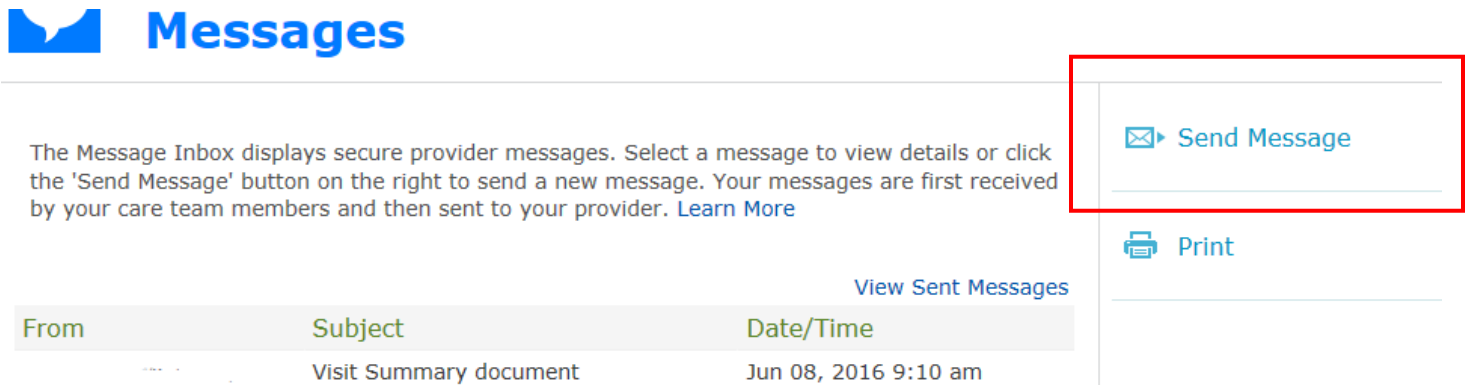 Messages
The Message Inbox displays secure provider messages. Select a message to view details or click
the 'Send Message' button on the right to send a new message. Your messages are first received
by your care team members and then sent to your provider. Learn More
Send Message
Print
View Sent Messages
From Subject Date/Time
Visit Summary document Jun 08, 2016 9:10 am